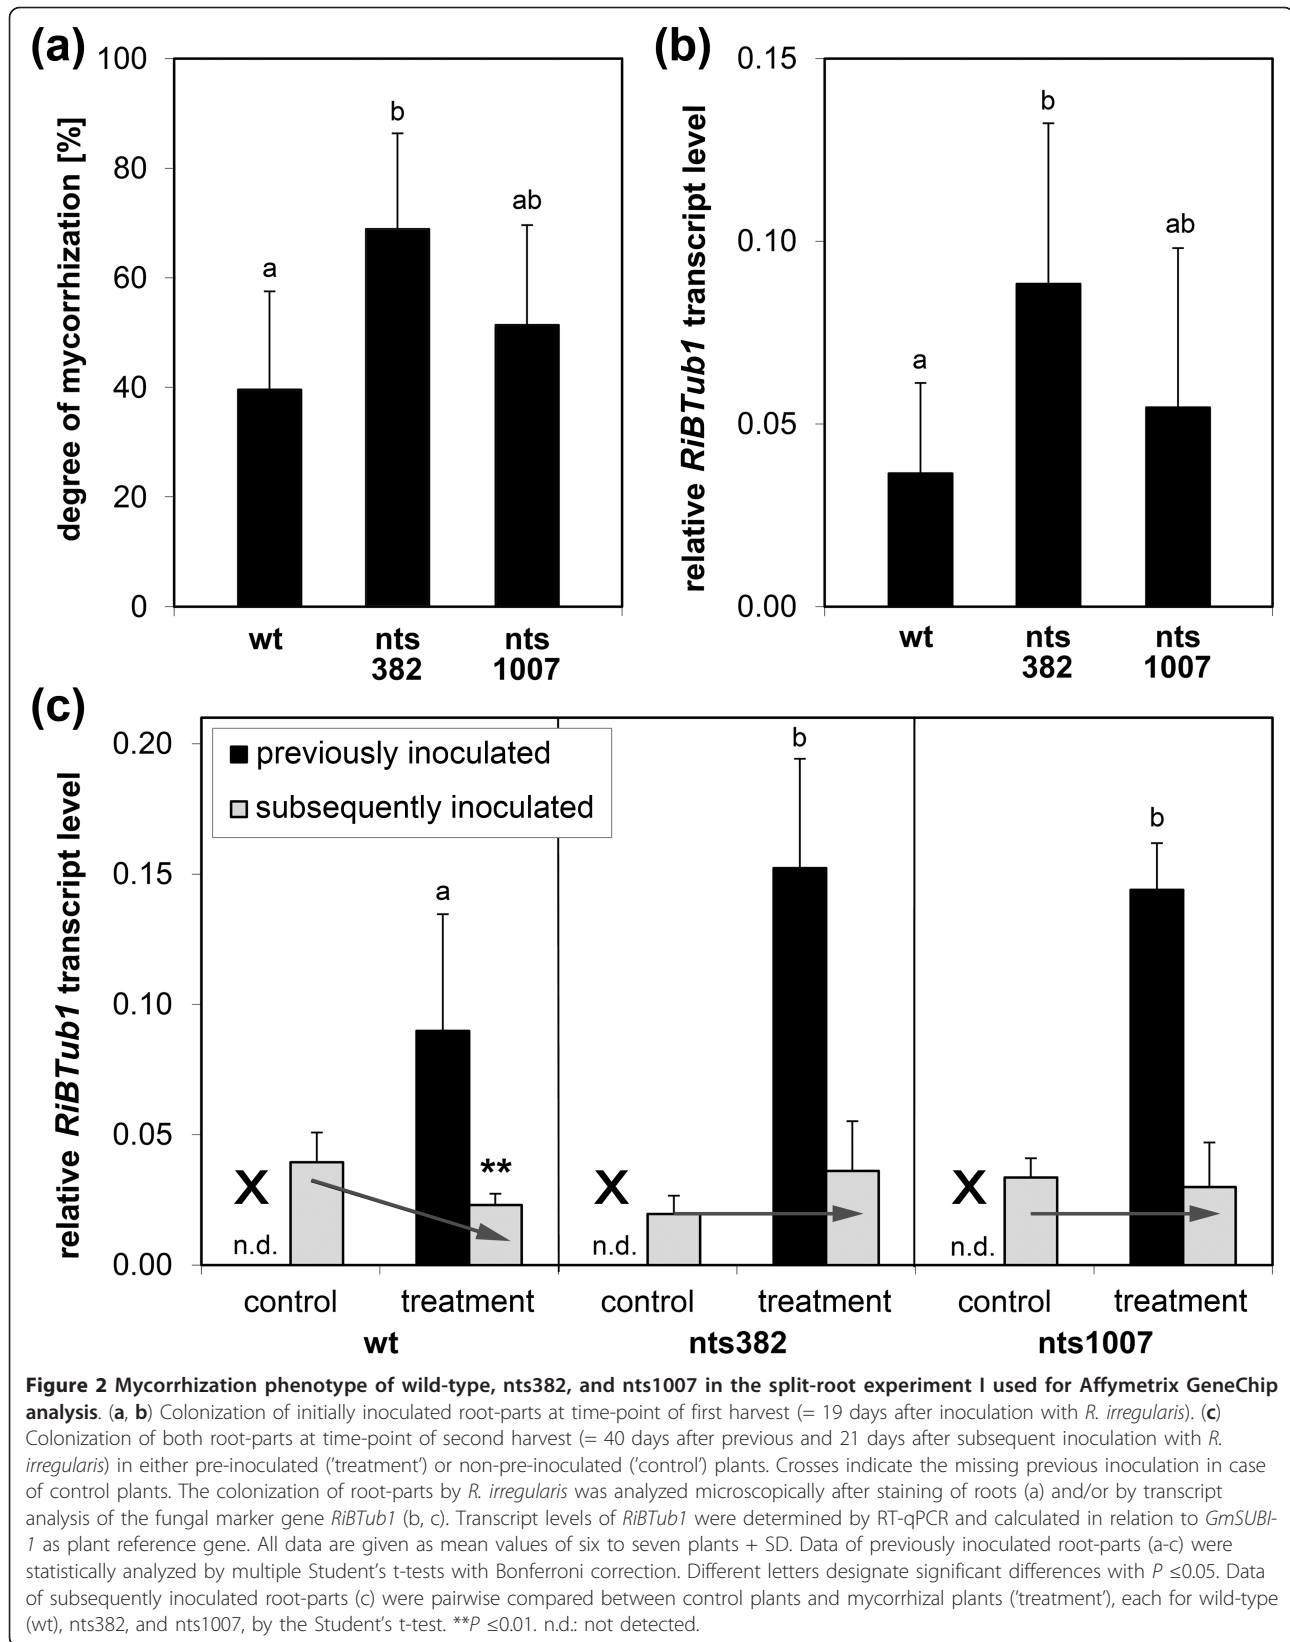 (a)
degree of mycorrhization [%]
100
80
60
40
20
0
a
b
ab
wt
nts
382
nts
1007
(b)
relative RiBTub1 transcript level
0.15
0.10
0.05
0.00
a
b
ab
wt
nts
382
nts
1007
(c)
relative RiBTub1 transcript level
0.20
0.15
0.10
0.05
0.00
previously inoculated
subsequently inoculated
a
b
b
**
X
X
X
n.d.
n.d.
n.d.
control
treatment
control
treatment
control
treatment
wt
nts382
nts1007
Figure 2 Mycorrhization phenotype of wild-type, nts382, and nts1007 in the split-root experiment I used for Affymetrix GeneChip
analysis. (a, b) Colonization of initially inoculated root-parts at time-point of first harvest (= 19 days after inoculation with R. irregularis). (c)
Colonization of both root-parts at time-point of second harvest (= 40 days after previous and 21 days after subsequent inoculation with R.
irregularis) in either pre-inoculated ('treatment') or non-pre-inoculated ('control') plants. Crosses indicate the missing previous inoculation in case
of control plants. The colonization of root-parts by R. irregularis was analyzed microscopically after staining of roots (a) and/or by transcript
analysis of the fungal marker gene RiBTub1 (b, c). Transcript levels of RiBTub1 were determined by RT-qPCR and calculated in relation to GmSUBI-
1 as plant reference gene. All data are given as mean values of six to seven plants + SD. Data of previously inoculated root-parts (a-c) were
statistically analyzed by multiple Student's t-tests with Bonferroni correction. Different letters designate significant differences with P ≤0.05. Data
of subsequently inoculated root-parts (c) were pairwise compared between control plants and mycorrhizal plants ('treatment'), each for wild-type
(wt), nts382, and nts1007, by the Student's t-test. **P ≤0.01. n.d.: not detected.